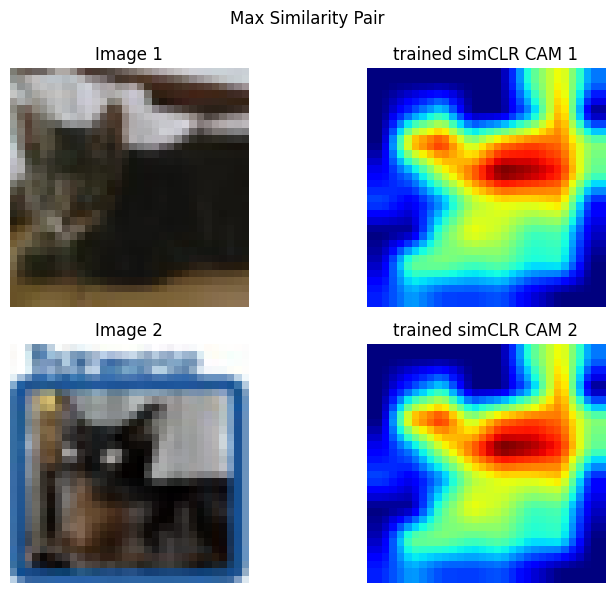 Max Similarity Pair
Image 1
trained simCLR CAM 1
Image 2
trained simCLR CAM 2